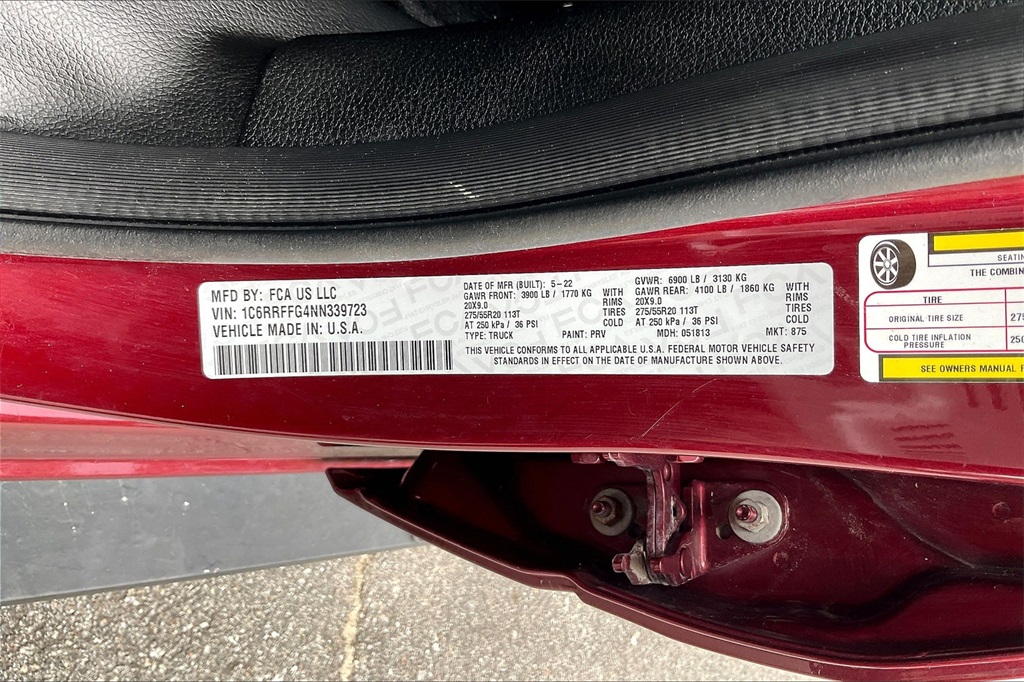 MFD BY: FCA US LLC
VIN: 1C6RRFFG4NN339723
VEHICLE MADE IN: U.S.A.
DATE OF MFR (BUILT): 5-22
GAWR FRONT: 3900 LB / 1770 KG WITH
20X9.0 RIMS
275/55R20 113T TIRES
AT 250 kPa / 36 PSI COLD
TYPE: TRUCK PAINT: PRV
GVWR: 6900 LB / 3130 KG
GAWR REAR: 4100 LB / 1860 KG WITH
20X9.0 RIMS
275/55R20 113T TIRES
AT 250 kPa / 36 PSI COLD
MDH: 051813 MKT: 875
THIS VEHICLE CONFORMS TO ALL APPLICABLE U.S.A. FEDERAL MOTOR VEHICLE SAFETY
STANDARDS IN EFFECT ON THE DATE OF MANUFACTURE SHOWN ABOVE.
THE COMBIN
TIRE
ORIGINAL TIRE SIZE 275
COLD TIRE INFLATION
PRESSURE 250
SEE OWNERS MANUAL F